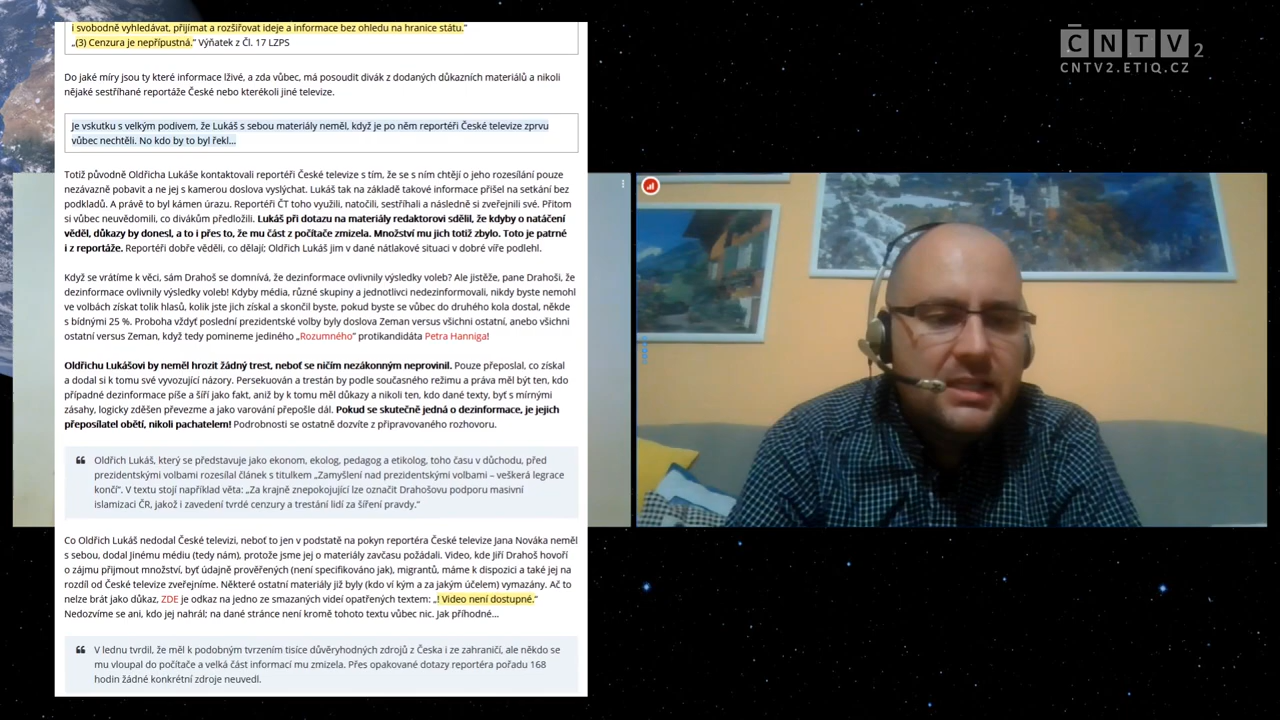 i svobodně vyhledávat, přijímat a rozšiřovat ideje a informace bez ohledu na hranice státu.“
„(3) Cenzura je nepřípustná.“ Výňatek z Čl. 17 LZPS
Do jaké míry jsou ty které informace lživé, a zda vůbec, má posoudit divák z dodaných důkazních materiálů a nikoli
nějaké sestříhané reportáže České nebo kterékoli jiné televize.
Je vskutku s velkým podivem, že Lukáš s sebou materiály neměl, když je po něm reportéři České televize zprvu
vůbec nechtěli. No kdo by to byl řekl…
Totiž původně Oldřicha Lukáše kontaktovali reportéři České televize s tím, že se s ním chtějí o jeho rozesílání pouze
nezávazně pobavit a ne jej s kamerou doslova vyslýchat. Lukáš tak na základě takové informace přišel na setkání bez
podkladů. A právě to byl kámen úrazu. Reportéři ČT toho využili, natočili, sestříhali a následně si zveřejnili své. Přitom
si vůbec neuvědomili, co divákům předložili. Lukáš při dotazu na materiály redaktorovi sdělil, že kdyby o natáčení
věděl, důkazy by donesl, a to i přes to, že mu část z počítače zmizela. Množství mu jich totiž zbylo. Toto je patrné
i z reportáže. Reportéři dobře věděli, co dělají; Oldřich Lukáš jim v dané nátlakové situaci v dobré víře podlehl.
Když se vrátíme k věci, sám Drahoš se domnívá, že dezinformace ovlivnily výsledky voleb? Ale jistěže, pane Drahoši, že
dezinformace ovlivnily výsledky voleb! Kdyby média, různé skupiny a jednotlivci nedezinformovali, nikdy byste nemohl
ve volbách získat tolik hlasů, kolik jste jich získal a skončil byste, pokud byste se vůbec do druhého kola dostal, někde
s bídnými 25 %. Proboha vždyť poslední prezidentské volby byly doslova Zeman versus všichni ostatní, anebo všichni
ostatní versus Zeman, když tedy pomineme jediného „Rozumného“ protikandidáta Petra Hanniga!
Oldřichu Lukášovi by neměl hrozit žádný trest, neboť se ničím nezákonným neprovinil. Pouze přeposlal, co získal
a dodal si k tomu své vyvozující názory. Persekuován a trestán by podle současného režimu a práva měl být ten, kdo
případné dezinformace píše a šíří jako fakt, aniž by k tomu měl důkazy a nikoli ten, kdo dané texty, byť s mírnými
zásahy, logicky zděšen převezme a jako varování přepošle dál. Pokud se skutečně jedná o dezinformace, je jejich
přeposílatel obětí, nikoli pachatelem! Podrobnosti se ostatně dozvíte z připravovaného rozhovoru.
❝ Oldřich Lukáš, který se představuje jako ekonom, ekolog, pedagog a etikolog, toho času v důchodu, před
prezidentskými volbami rozesílal článek s titulkem „Zamyšlení nad prezidentskými volbami – veškerá legrace
končí“. V textu stojí například věta: „Za krajně znepokojující lze označit Drahošovu podporu masivní
islamizaci ČR, jakož i zavedení tvrdé cenzury a trestání lidí za šíření pravdy.“
Co Oldřich Lukáš nedodal České televizi, neboť to jen v podstatě na pokyn reportéra České televize Jana Nováka neměl
s sebou, dodal Jinému médiu (tedy nám), protože jsme jej o materiály zavčasu požádali. Video, kde Jiří Drahoš hovoří
o zájmu přijmout množství, byť údajně prověřených (není specifikováno jak), migrantů, máme k dispozici a také jej na
rozdíl od České televize zveřejníme. Některé ostatní materiály již byly (kdo ví kým a za jakým účelem) vymazány. Ač to
nelze brát jako důkaz, ZDE je odkaz na jedno ze smazaných videí opatřených textem: „! Video není dostupné.“
Nedozvíme se ani, kdo jej nahrál; na dané stránce není kromě tohoto textu vůbec nic. Jak příhodné…
❝ V lednu tvrdil, že měl k podobným tvrzením tisíce důvěryhodných zdrojů z Česka i ze zahraničí, ale někdo se
mu vloupal do počítače a velká část informací mu zmizela. Přes opakované dotazy reportéra pořadu 168
hodin žádné konkrétní zdroje neuvedl.
CNTV 2
CNTV2.ETIQ.CZ